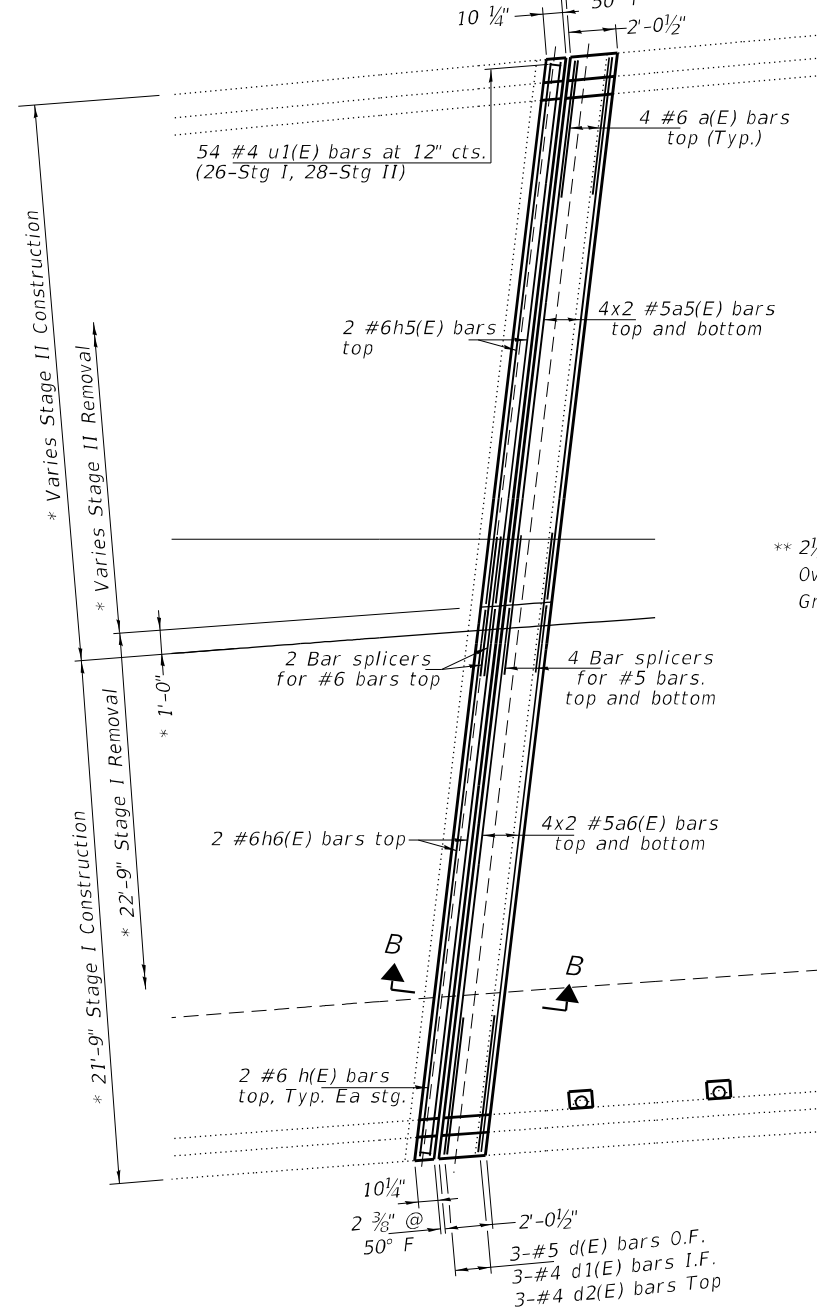 10 ¼"
50° F
2'-0½"
4 #6 a(E) bars
top (Typ.)
54 #4 u1(E) bars at 12" cts.
(26-Stg I, 28-Stg II)
* Varies Stage II Construction
* Varies Stage II Removal
2 #6h5(E) bars
top
4x2 #5a5(E) bars
top and bottom
** 2½
Ov
Gr
* 1'-0"
2 Bar splicers
for #6 bars top
4 Bar splicers
for #5 bars.
top and bottom
* 21'-9" Stage I Construction
* 22'-9" Stage I Removal
2 #6h6(E) bars top
4x2 #5a6(E) bars
top and bottom
B
B
2 #6 h(E) bars
top, Typ. Ea stg.
10¼"
2 ⅜" @
50° F
2'-0½"
3-#5 d(E) bars O.F.
3-#4 d1(E) bars I.F.
3-#4 d2(E) bars Top